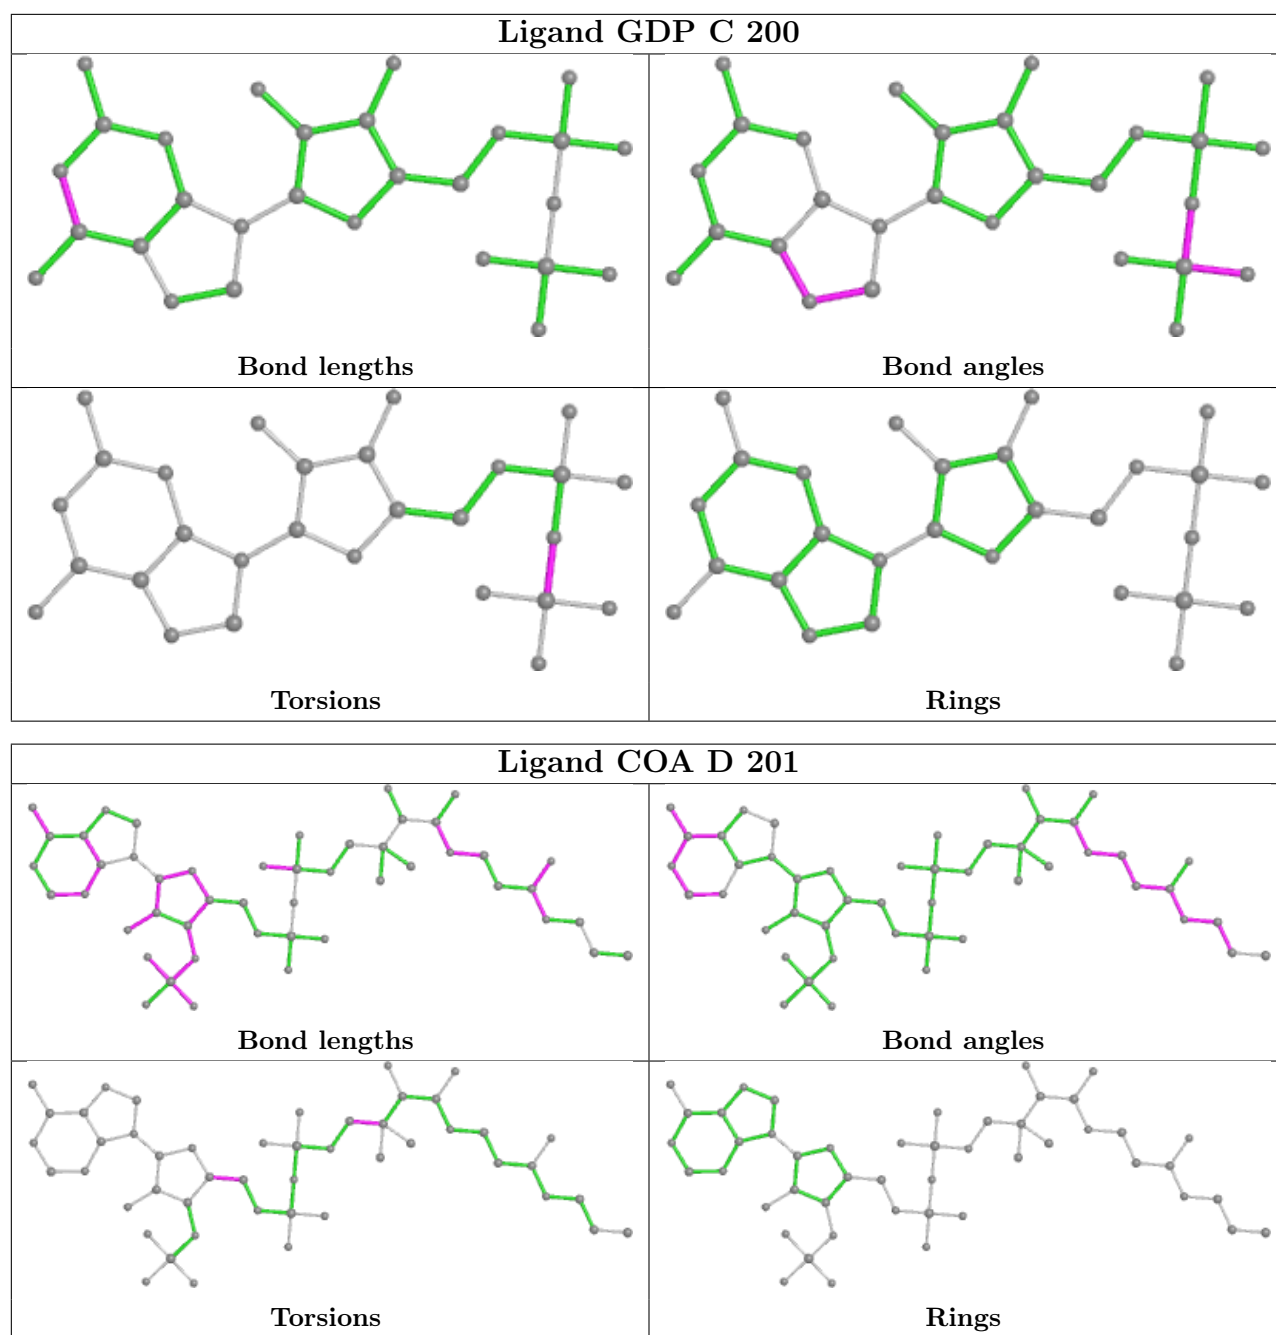 Ligand GDP C 200
Bond lengths
Bond angles
Torsions
Rings
Ligand COA D 201
Bond lengths
Bond angles
Torsions
Rings